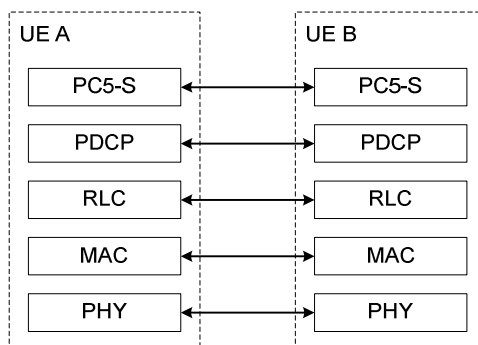 UE A UE B
PC5-S PC5-S
PDCP PDCP
RLC RLC
MAC MAC
PHY PHY